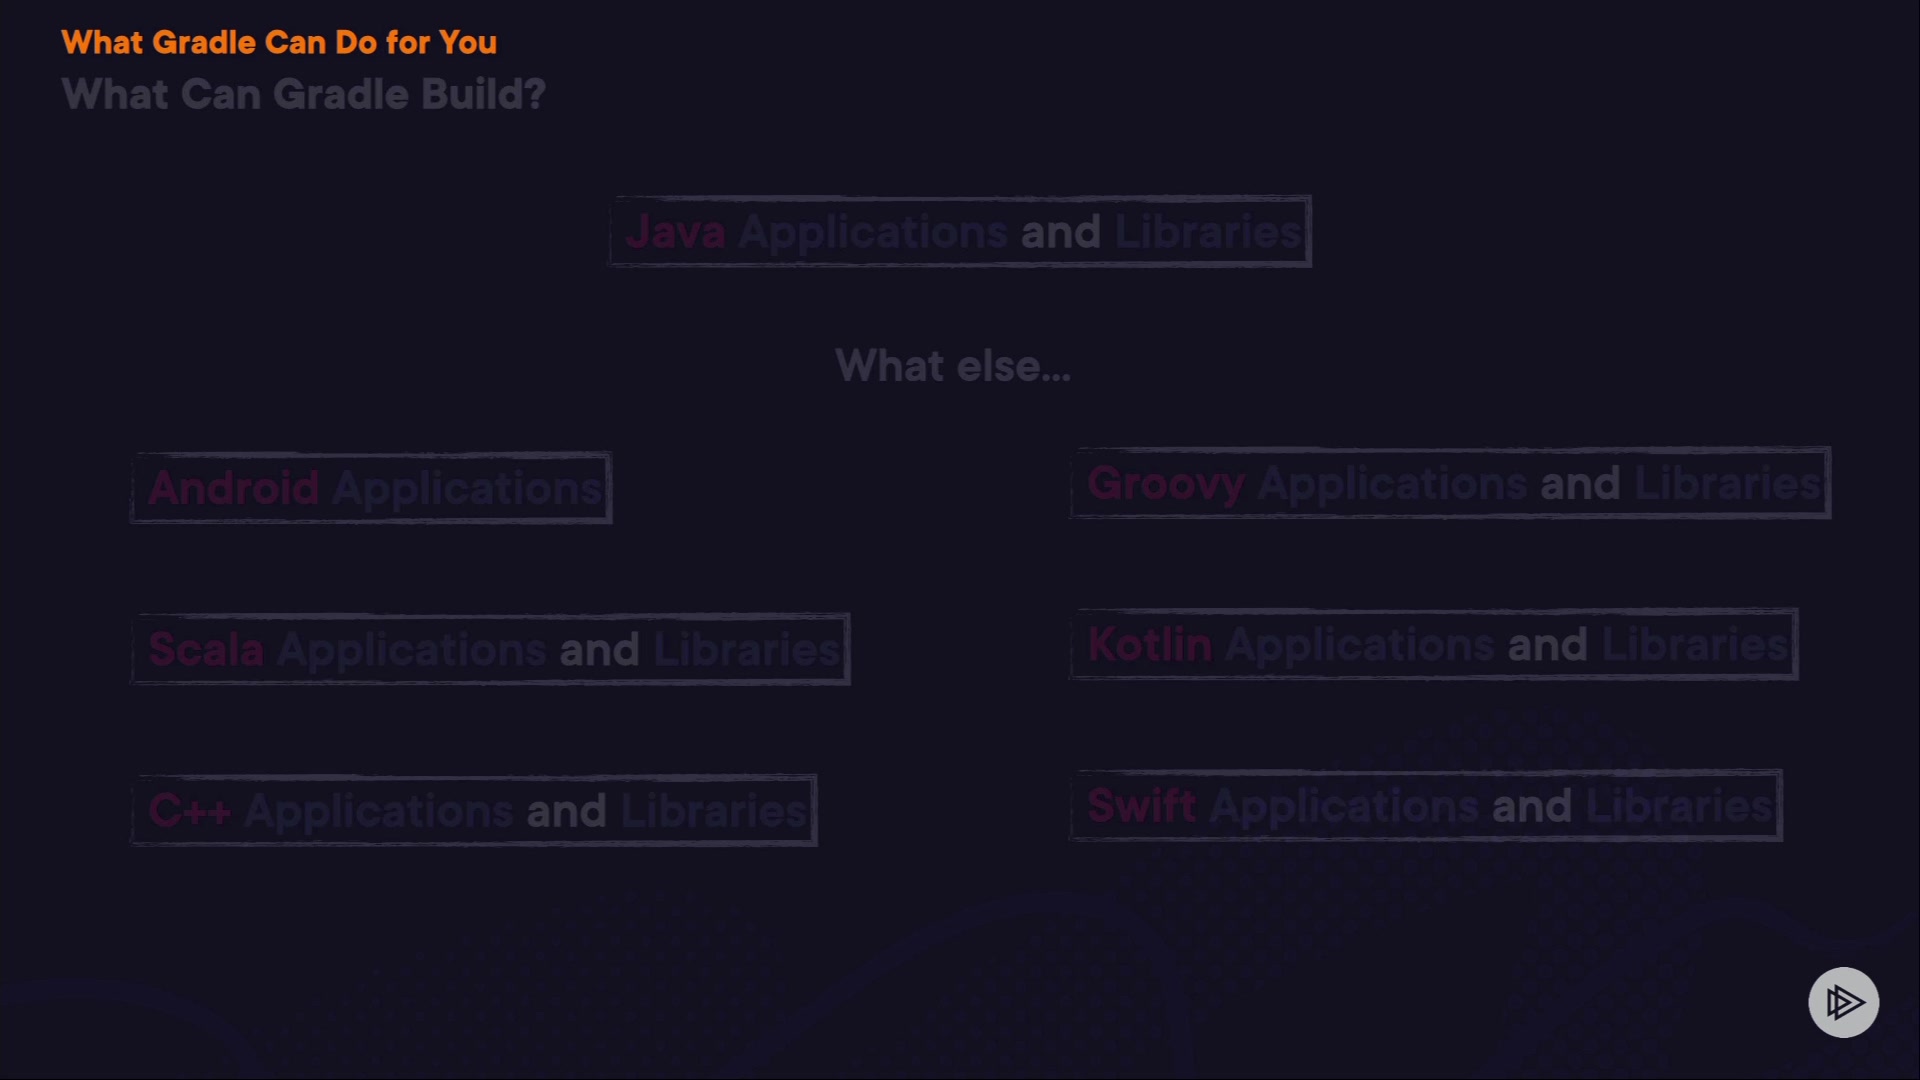 What Gradle Can Do for You
What Can Gradle Build?
Java Applications and Libraries
What else...
Android Applications
Groovy Applications and Libraries
Scala Applications and Libraries
Kotlin Applications and Libraries
C++ Applications and Libraries
Swift Applications and Libraries